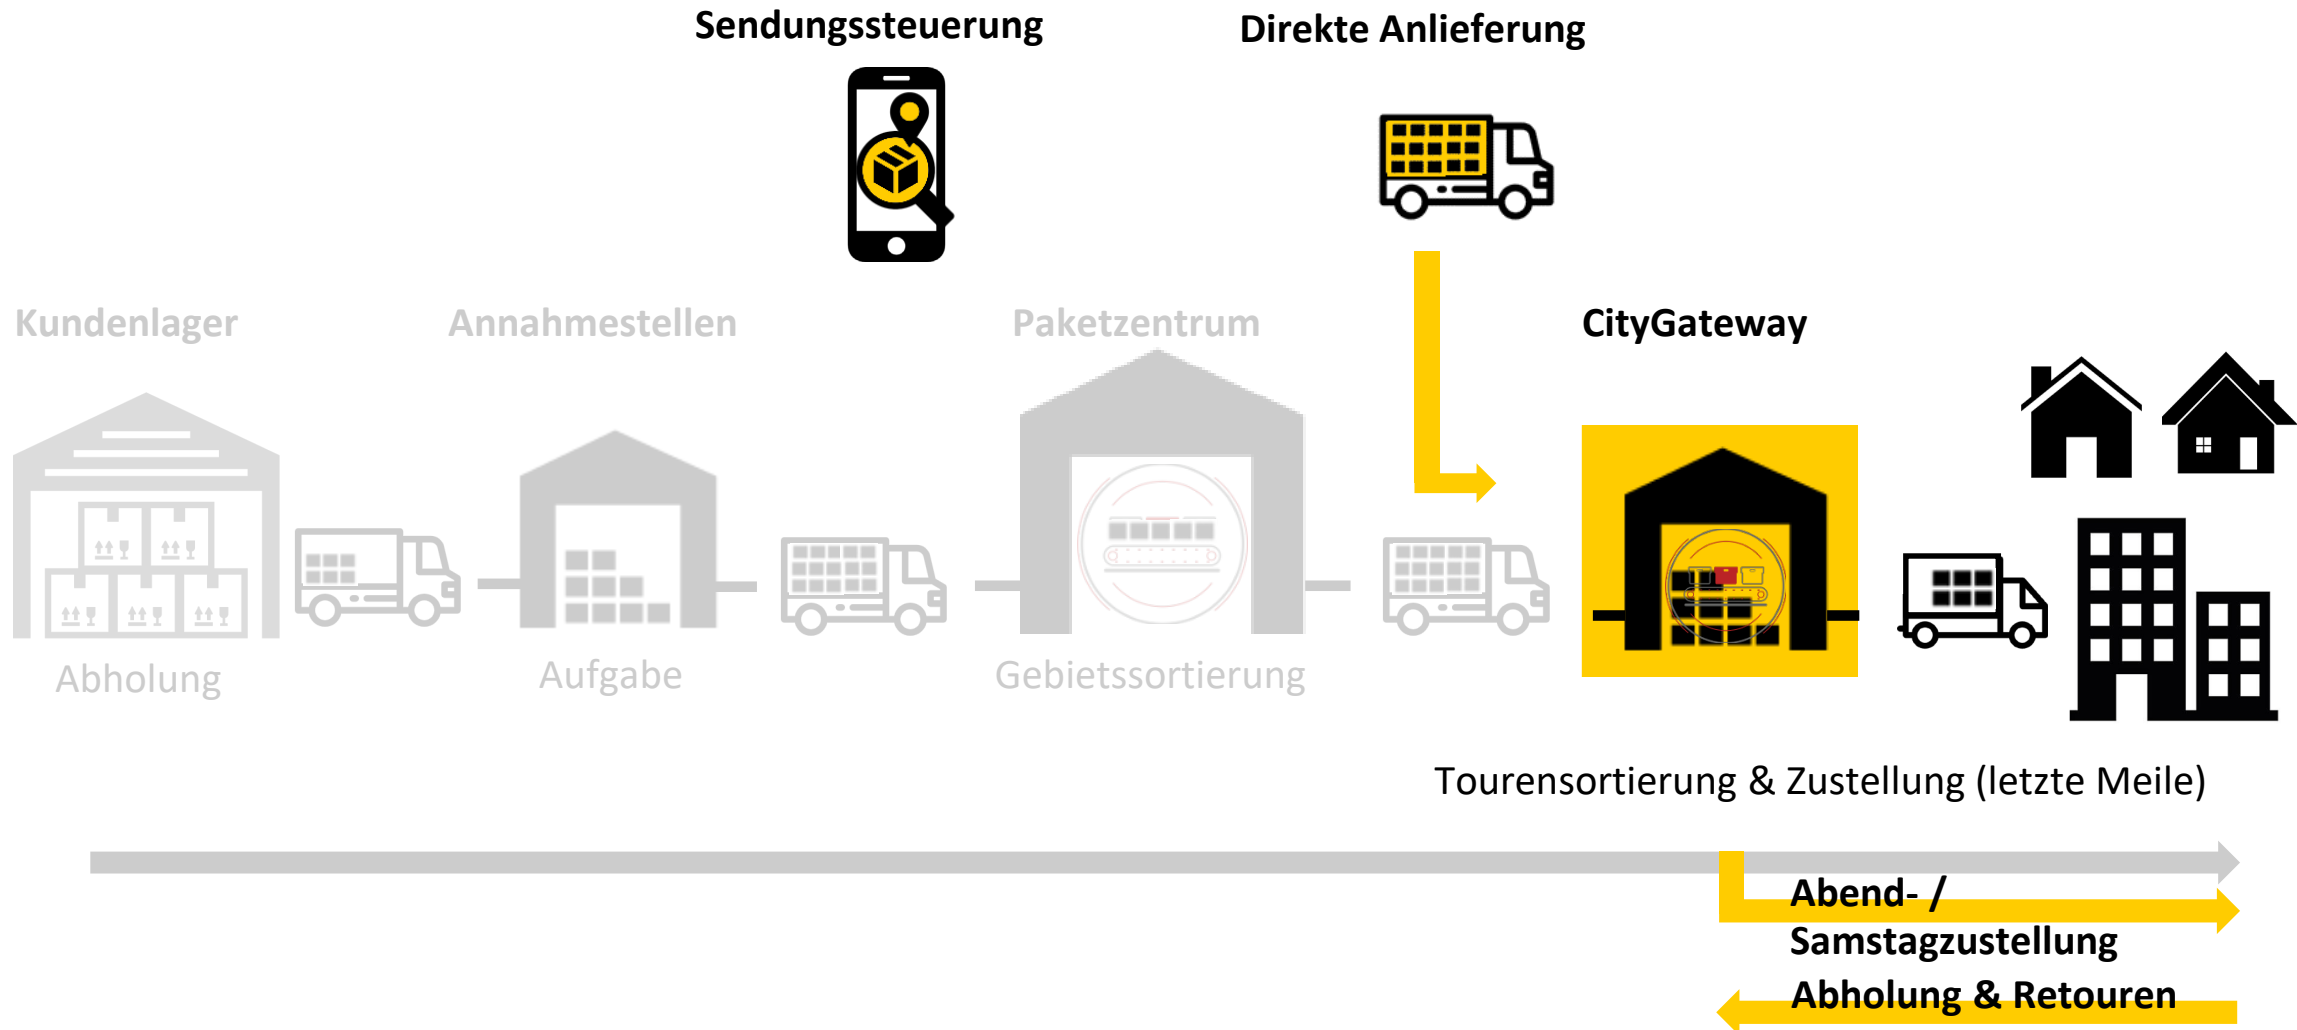 Sendungssteuerung
Direkte Anlieferung
Kundenlager
Annahmestellen
Paketzentrum
CityGateway
Abholung
Aufgabe
Gebietssortierung
Tourensortierung & Zustellung (letzte Meile)
Abend- /
Samstagzustellung
Abholung & Retouren